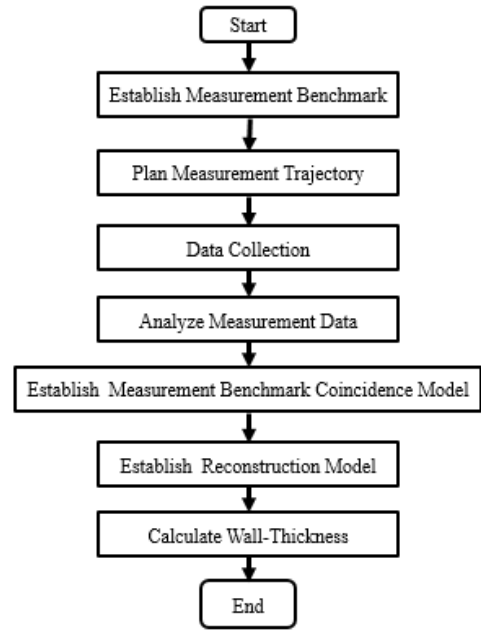 Start
Establish Measurement Benchmark
Plan Measurement Trajectory
Data Collection
Analyze Measurement Data
Establish Measurement Benchmark Coincidence Model
Establish Reconstruction Model
Calculate Wall-Thickness
End